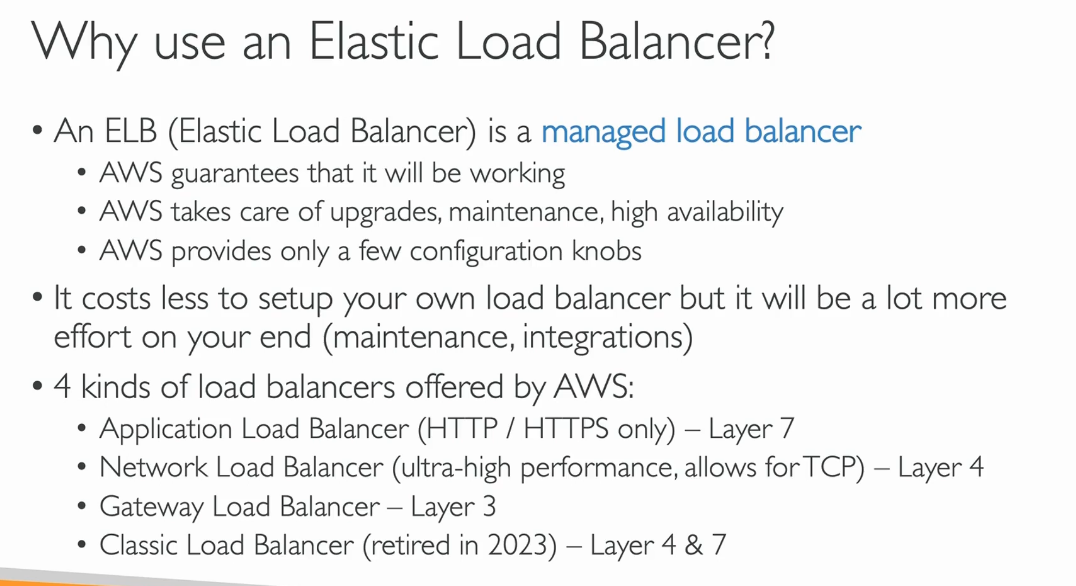 Why use an Elastic Load Balancer?
• An ELB (Elastic Load Balancer) is a managed load balancer
• AWS guarantees that it will be working
• AWS takes care of upgrades, maintenance, high availability
• AWS provides only a few configuration knobs
• It costs less to setup your own load balancer but it will be a lot more
effort on your end (maintenance, integrations)
• 4 kinds of load balancers offered by AWS:
• Application Load Balancer (HTTP / HTTPS only) – Layer 7
• Network Load Balancer (ultra-high performance, allows for TCP) – Layer 4
• Gateway Load Balancer – Layer 3
• Classic Load Balancer (retired in 2023) – Layer 4 & 7